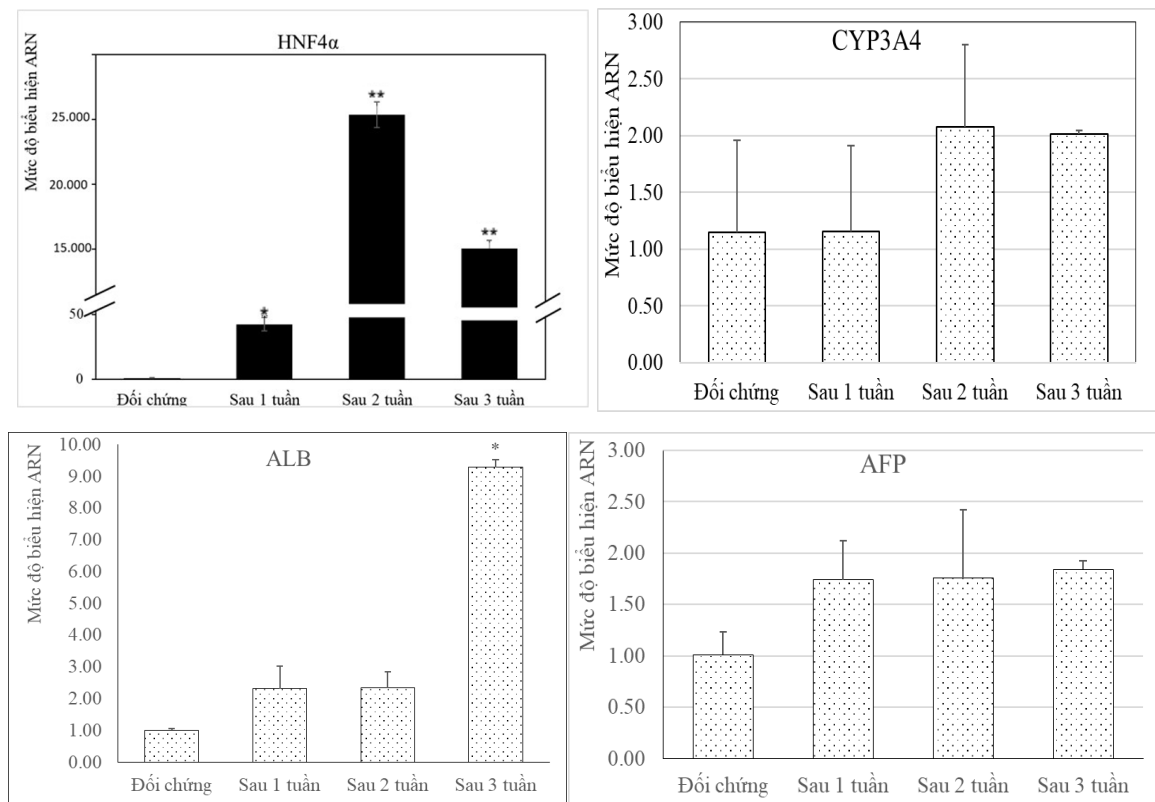 HNF4α
Mức độ biểu hiện ARN
25.000
20.000
15.000
50
0
★
★★
★★
Đối chứng Sau 1 tuần Sau 2 tuần Sau 3 tuần
CYP3A4
Mức độ biểu hiện ARN
3.00
2.50
2.00
1.50
1.00
0.50
0.00
Đối chứng Sau 1 tuần Sau 2 tuần Sau 3 tuần
ALB
Mức độ biểu hiện ARN
10.00
9.00
8.00
7.00
6.00
5.00
4.00
3.00
2.00
1.00
0.00
*
Đối chứng Sau 1 tuần Sau 2 tuần Sau 3 tuần
AFP
Mức độ biểu hiện ARN
3.00
2.50
2.00
1.50
1.00
0.50
0.00
Đối chứng Sau 1 tuần Sau 2 tuần Sau 3 tuần